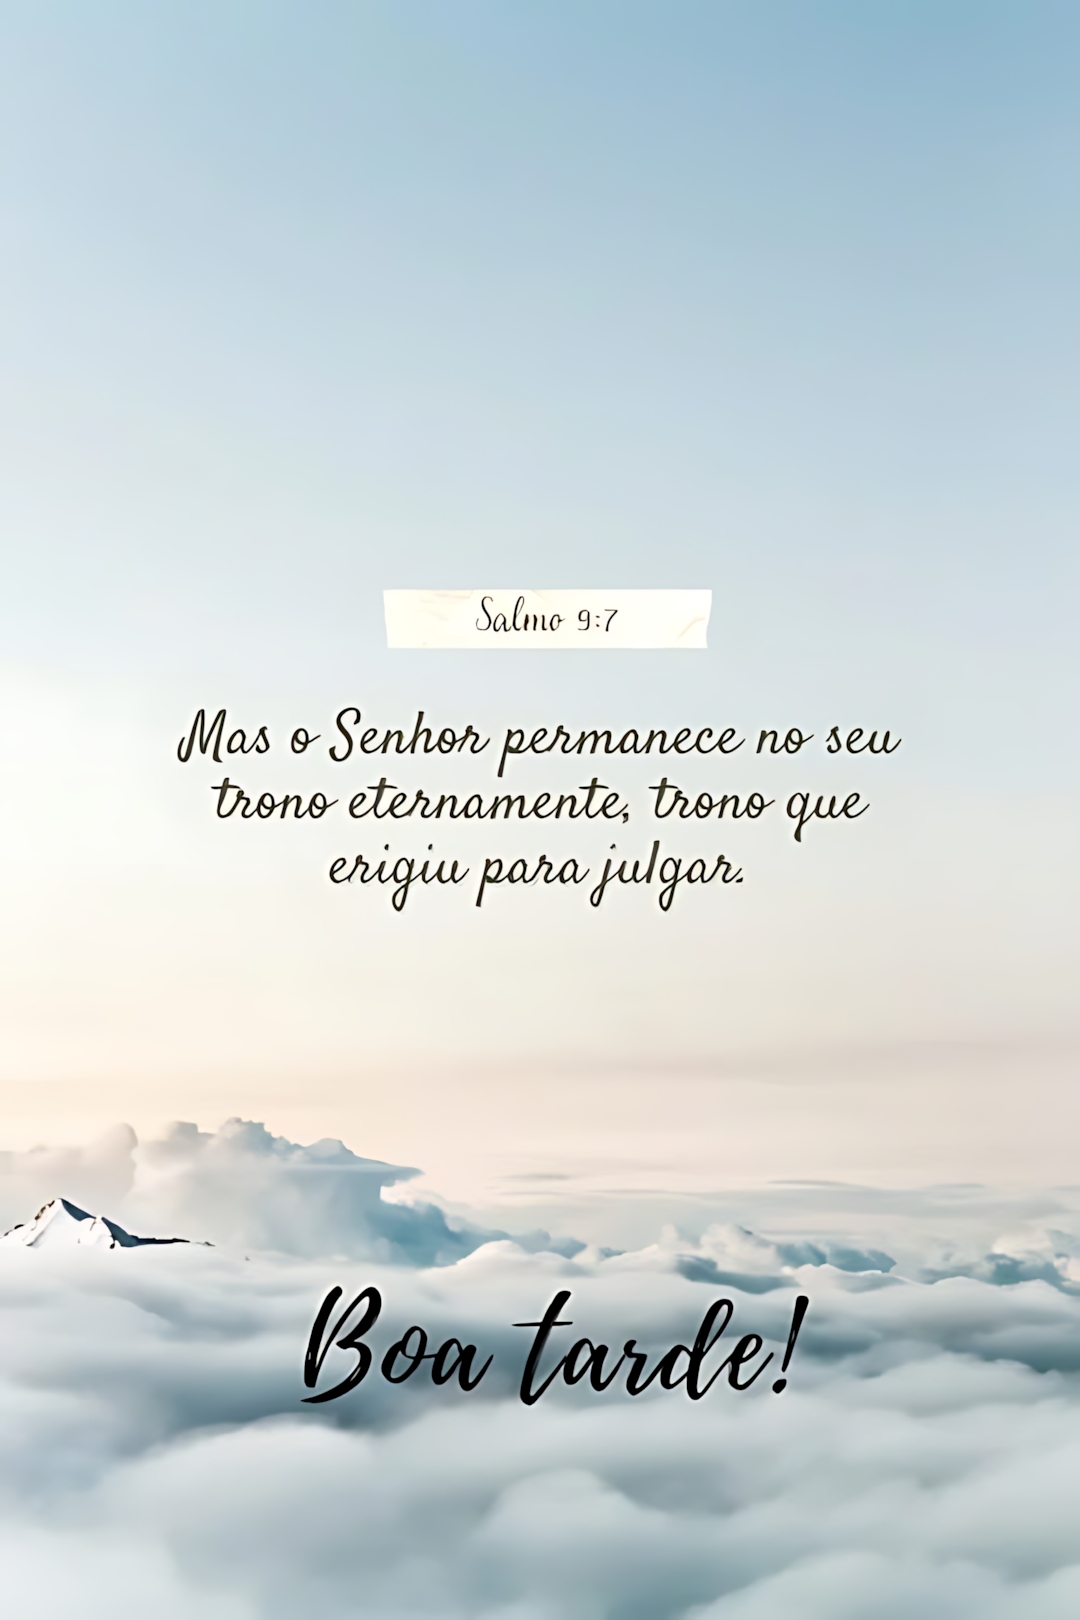 Salmo 9:7
Mas o Senhor permanece no seu
trono eternamente, trono que
erigiu para julgar.
Boa tarde!